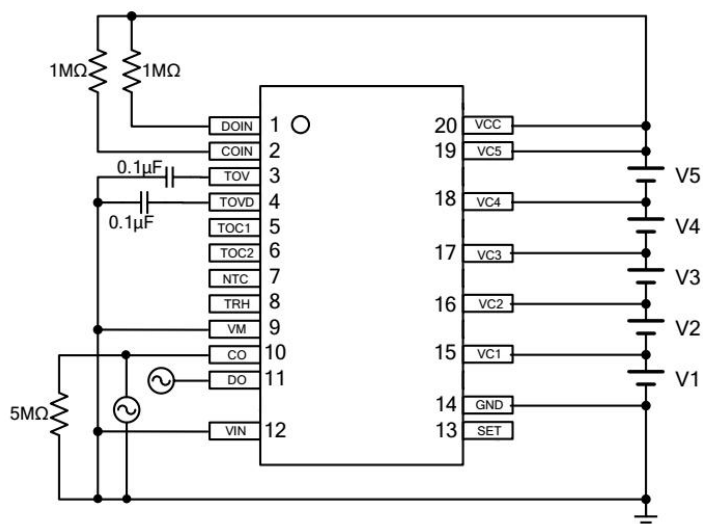 1MΩ
1MΩ
DOIN 1
20 VCC
COIN 2
19 VC5
0.1µF
TOV 3
V5
TOVD 4
18 VC4
0.1µF
V4
TOC1 5
TOC2 6
17 VC3
V3
NTC 7
TRH 8
16 VC2
V2
VM 9
CO 10
15 VC1
DO 11
V1
14 GND
5MΩ
VIN 12
13 SET